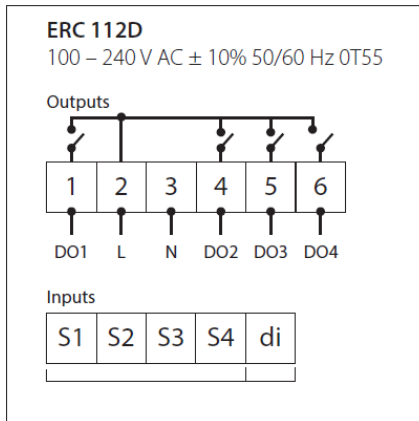 ERC 112D
100 – 240 V AC ± 10% 50/60 Hz 0T55
Outputs
1 2 3 4 5 6
DO1 L N DO2 DO3 DO4
Inputs
S1 S2 S3 S4 di